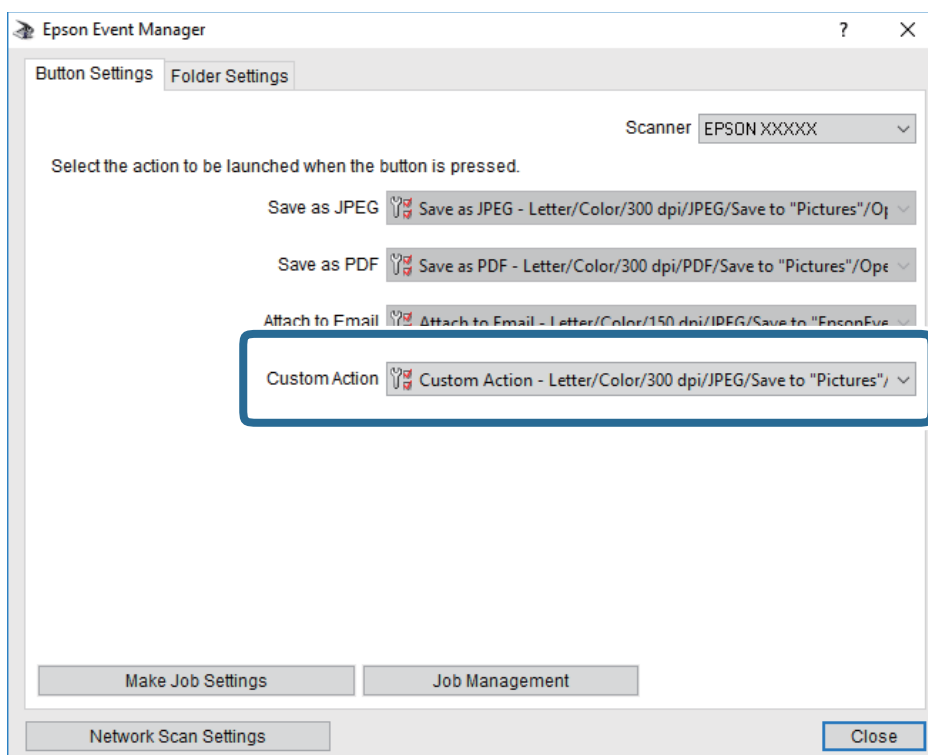 Epson Event Manager
Button Settings Folder Settings
Scanner EPSON XXXXX
Select the action to be launched when the button is pressed.
Save as JPEG Save as JPEG - Letter/Color/300 dpi/JPEG/Save to "Pictures"/Op
Save as PDF Save as PDF - Letter/Color/300 dpi/PDF/Save to "Pictures"/Ope
Attach to Email Attach to Email - Letter/Color/150 dpi/JPEG/Save to "EpsonEve
Custom Action Custom Action - Letter/Color/300 dpi/JPEG/Save to "Pictures"/
Make Job Settings Job Management
Network Scan Settings Close